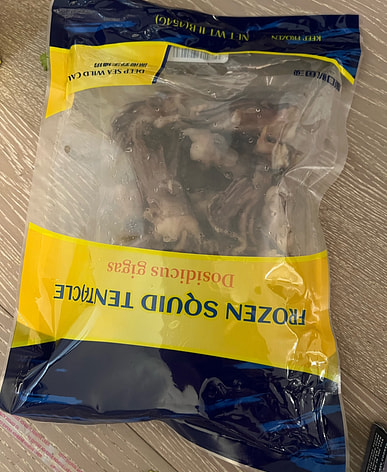 FROZEN SQUID TENTACLE
Dosidicus gigas
DEEP SEA WILD CA
KEEP FROZEN
NET WT 1LB(454G)